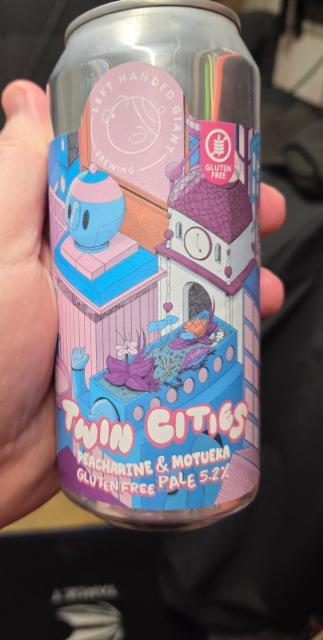 LEFT HANDED GIANT
BREWING
GLUTEN
FREE
TWIN CITIES
PEACHARINE & MOTUEKA
GLUTEN FREE PALE 5.2%